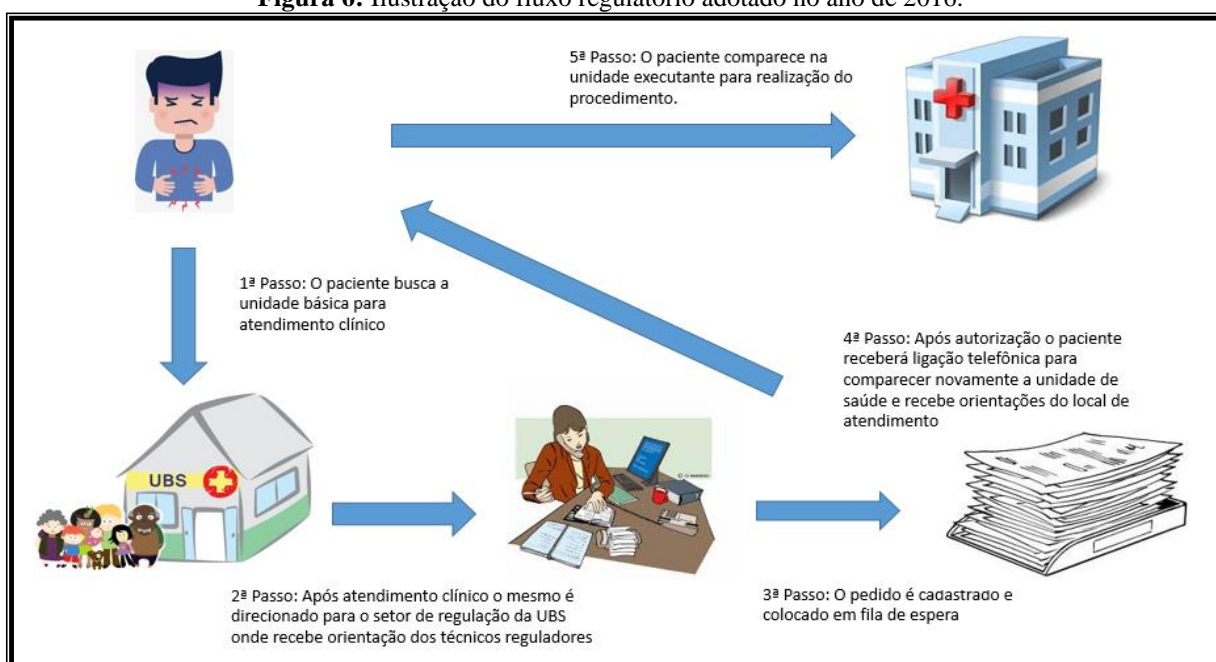 Figura 6: Ilustração do fluxo regulatório adotado no ano de 2016.
5ª Passo: O paciente comparece na
unidade executante para realização do
procedimento.
1ª Passo: O paciente busca a
unidade básica para
atendimento clínico
4ª Passo: Após autorização o paciente
receberá ligação telefônica para
comparecer novamente a unidade de
saúde e recebe orientações do local de
atendimento
UBS
2ª Passo: Após atendimento clínico o mesmo é
direcionado para o setor de regulação da UBS
onde recebe orientação dos técnicos reguladores
3ª Passo: O pedido é cadastrado e
colocado em fila de espera